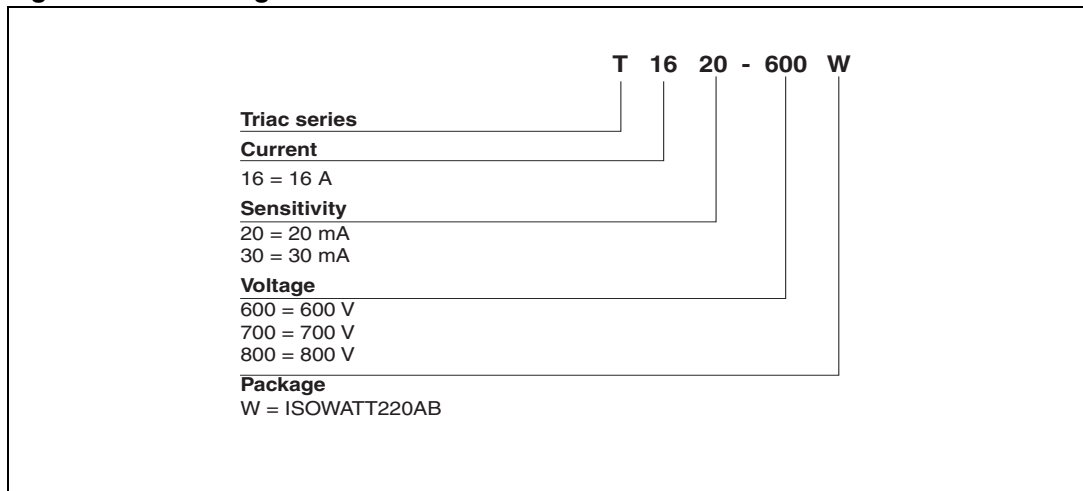 T 16 20 - 600 W
Triac series
Current
16 = 16 A
Sensitivity
20 = 20 mA
30 = 30 mA
Voltage
600 = 600 V
700 = 700 V
800 = 800 V
Package
W = ISOWATT220AB